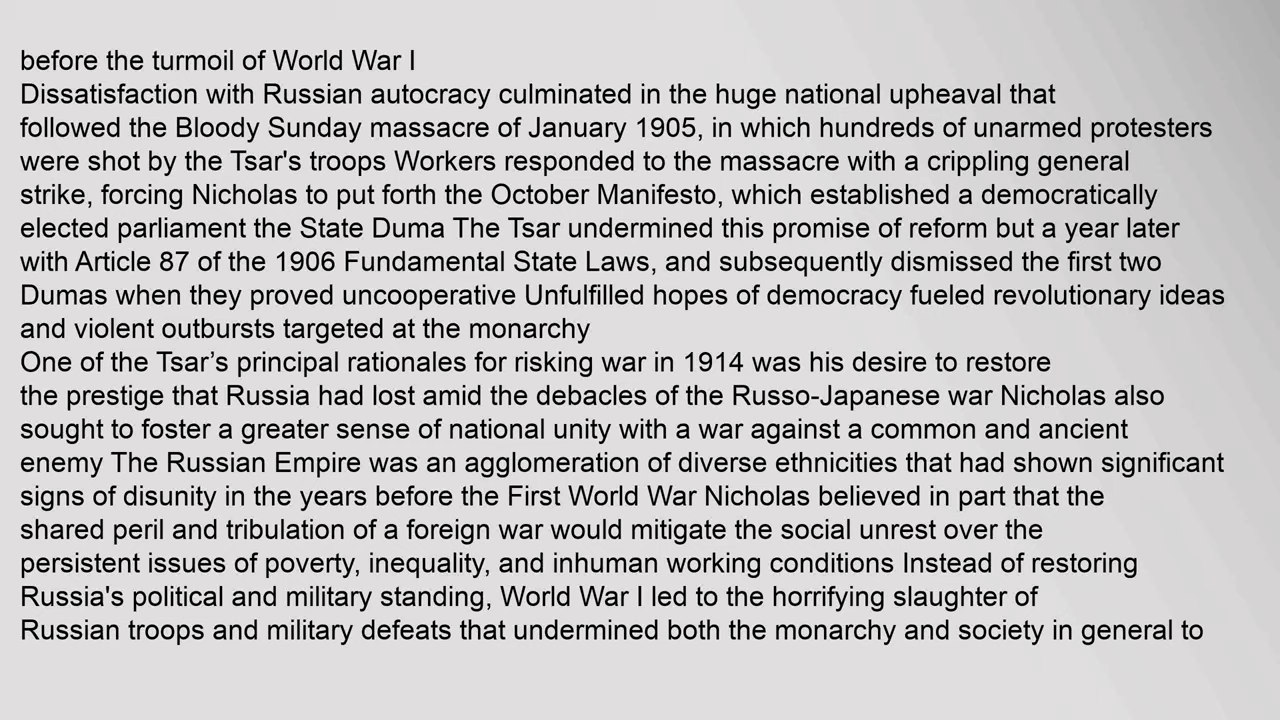 before the turmoil of World War I
Dissatisfaction with Russian autocracy culminated in the huge national upheaval that
followed the Bloody Sunday massacre of January 1905, in which hundreds of unarmed protesters
were shot by the Tsar's troops Workers responded to the massacre with a crippling general
strike, forcing Nicholas to put forth the October Manifesto, which established a democratically
elected parliament the State Duma The Tsar undermined this promise of reform but a year later
with Article 87 of the 1906 Fundamental State Laws, and subsequently dismissed the first two
Dumas when they proved uncooperative Unfulfilled hopes of democracy fueled revolutionary ideas
and violent outbursts targeted at the monarchy
One of the Tsar’s principal rationales for risking war in 1914 was his desire to restore
the prestige that Russia had lost amid the debacles of the Russo-Japanese war Nicholas also
sought to foster a greater sense of national unity with a war against a common and ancient
enemy The Russian Empire was an agglomeration of diverse ethnicities that had shown significant
signs of disunity in the years before the First World War Nicholas believed in part that the
shared peril and tribulation of a foreign war would mitigate the social unrest over the
persistent issues of poverty, inequality, and inhuman working conditions Instead of restoring
Russia's political and military standing, World War I led to the horrifying slaughter of
Russian troops and military defeats that undermined both the monarchy and society in general to